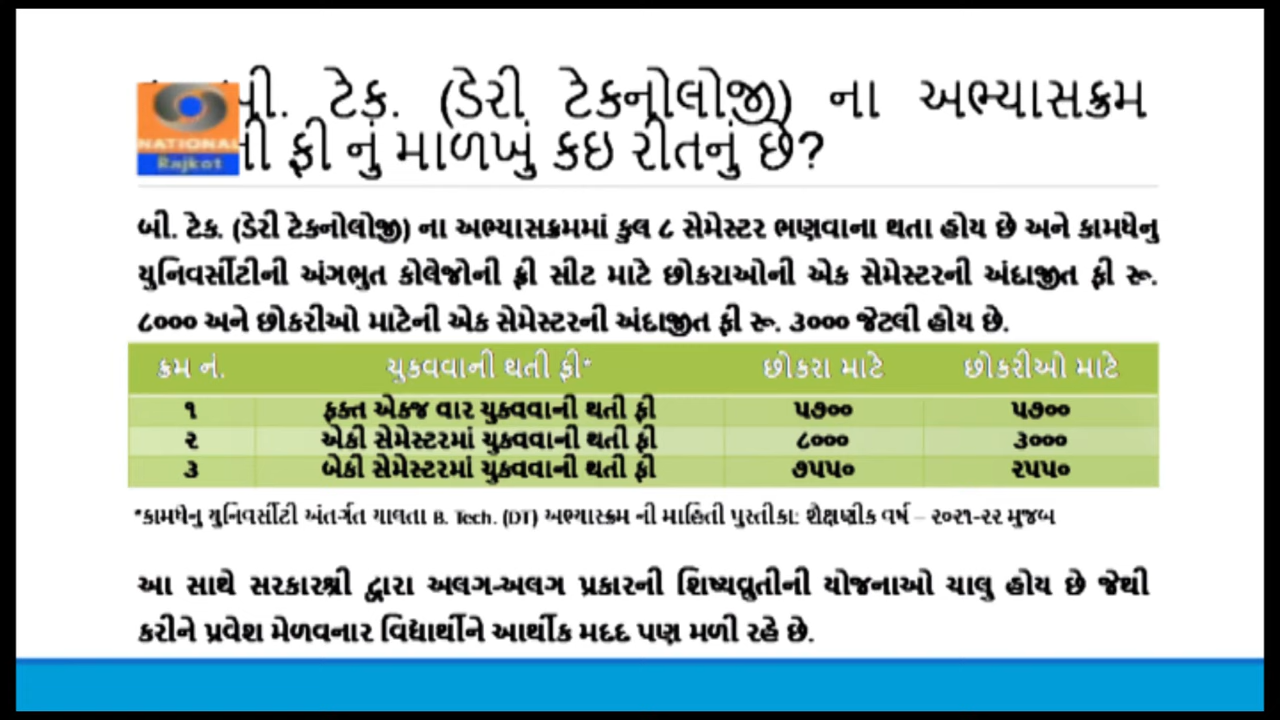 બી. ટેક. (ડેરી ટેકનોલોજી) ના અભ્યાસક્રમ
ફી નું માળખું કઇ રીતનું છે?
NATIONAL
Rajkot
બી. ટેક. (ડેરી ટેકનોલોજી) ના અભ્યાસક્રમમાં કુલ ૮ સેમેસ્ટર ભણવાના થતા હોય છે અને કામધેનુ
યુનિવર્સીટીની અંગભુત કોલેજોની ફ્રી સીટ માટે છોકરાઓની એક સેમેસ્ટરની અંદાજીત ફી રૂ.
૮૦૦૦ અને છોકરીઓ માટેની એક સેમેસ્ટરની અંદાજીત ફી રૂ. ૩૦૦૦ જેટલી હોય છે.
ક્રમ નં. ચુકવવાની થતી ફી* છોકરા માટે છોકરીઓ માટે
૧ ફક્ત એકજ વાર ચુકવવાની થતી ફી ૫૭૦૦ ૫૭૦૦
૨ એકી સેમેસ્ટરમાં ચુકવવાની થતી ફી ૮૦૦૦ ૩૦૦૦
૩ બેકી સેમેસ્ટરમાં ચુકવવાની થતી ફી ૭૫૫૦ ૨૫૫૦
*કામધેનુ યુનિવર્સીટી અંતર્ગત ચાલતા B. Tech. (DT) અભ્યાસ્ક્રમ ની માહિતી પુસ્તીકા: શૈક્ષણીક વર્ષ – ૨૦૨૧-૨૨ મુજબ
આ સાથે સરકારશ્રી દ્વારા અલગ-અલગ પ્રકારની શિષ્યવ્રુતીની યોજનાઓ ચાલુ હોય છે જેથી
કરીને પ્રવેશ મેળવનાર વિદ્યાર્થીને આર્થીક મદદ પણ મળી રહે છે.